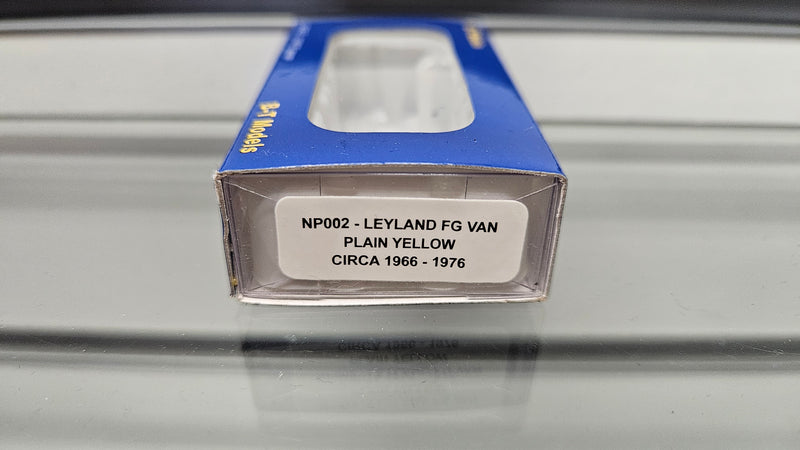 B-T Models
NP002 - LEYLAND FG VAN
PLAIN YELLOW
CIRCA 1966 - 1976